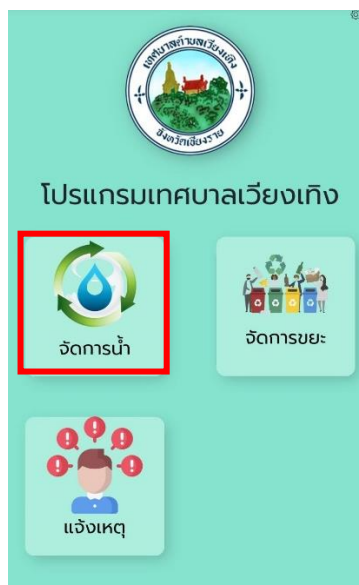 เทศบาลตำบลเวียงเทิง
จังหวัดเชียงราย
โปรแกรมเทศบาลเวียงเทิง
จัดการน้ำ
จัดการขยะ
แจ้งเหตุ